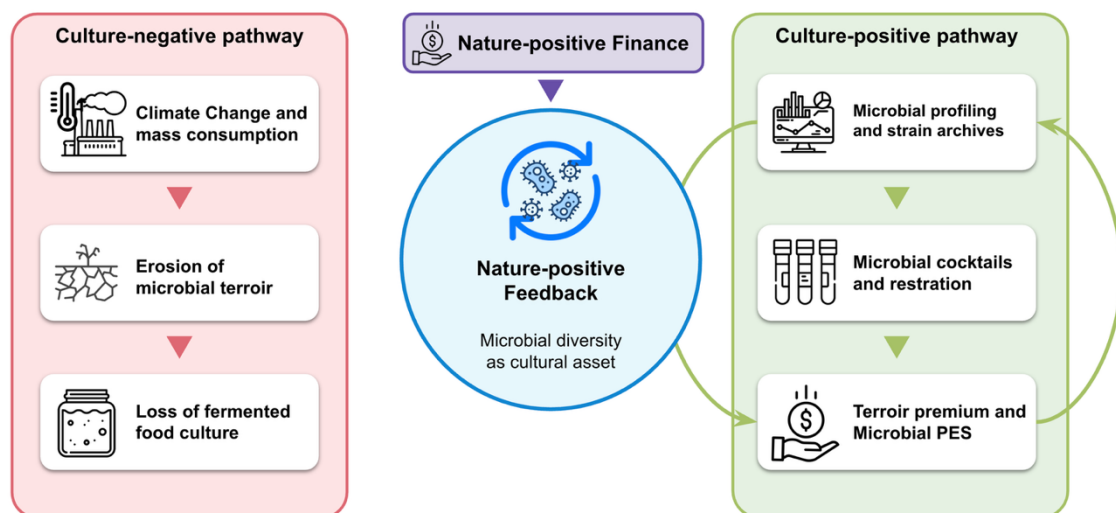 Culture-negative pathway
Climate Change and
mass consumption
Erosion of
microbial terroir
Loss of fermented
food culture
$
Nature-positive Finance
Nature-positive
Feedback
Microbial diversity
as cultural asset
Culture-positive pathway
Microbial profiling
and strain archives
Microbial cocktails
and restration
$
Terroir premium and
Microbial PES